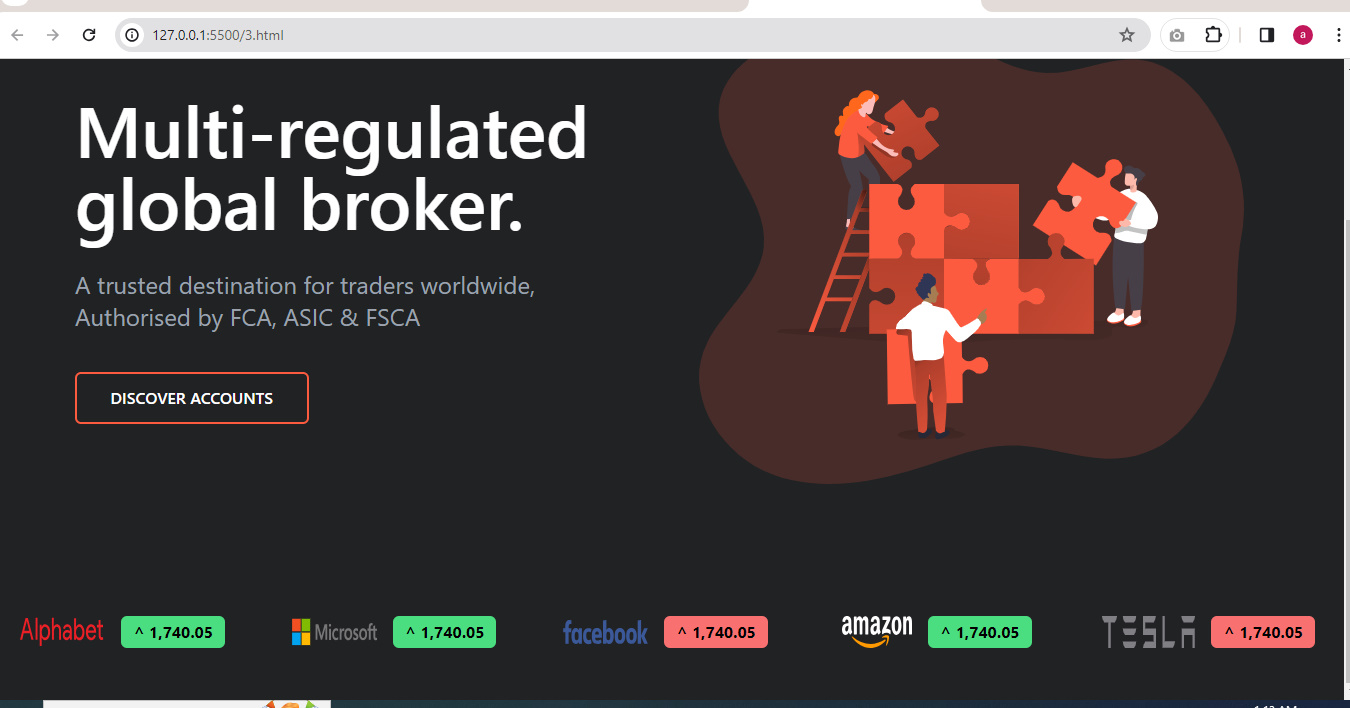 127.0.0.1:5500/3.html
a
Multi-regulated
global broker.
A trusted destination for traders worldwide,
Authorised by FCA, ASIC & FSCA
DISCOVER ACCOUNTS
Alphabet ^ 1,740.05 Microsoft ^ 1,740.05 facebook ^ 1,740.05 amazon ^ 1,740.05 TESLA ^ 1,740.05